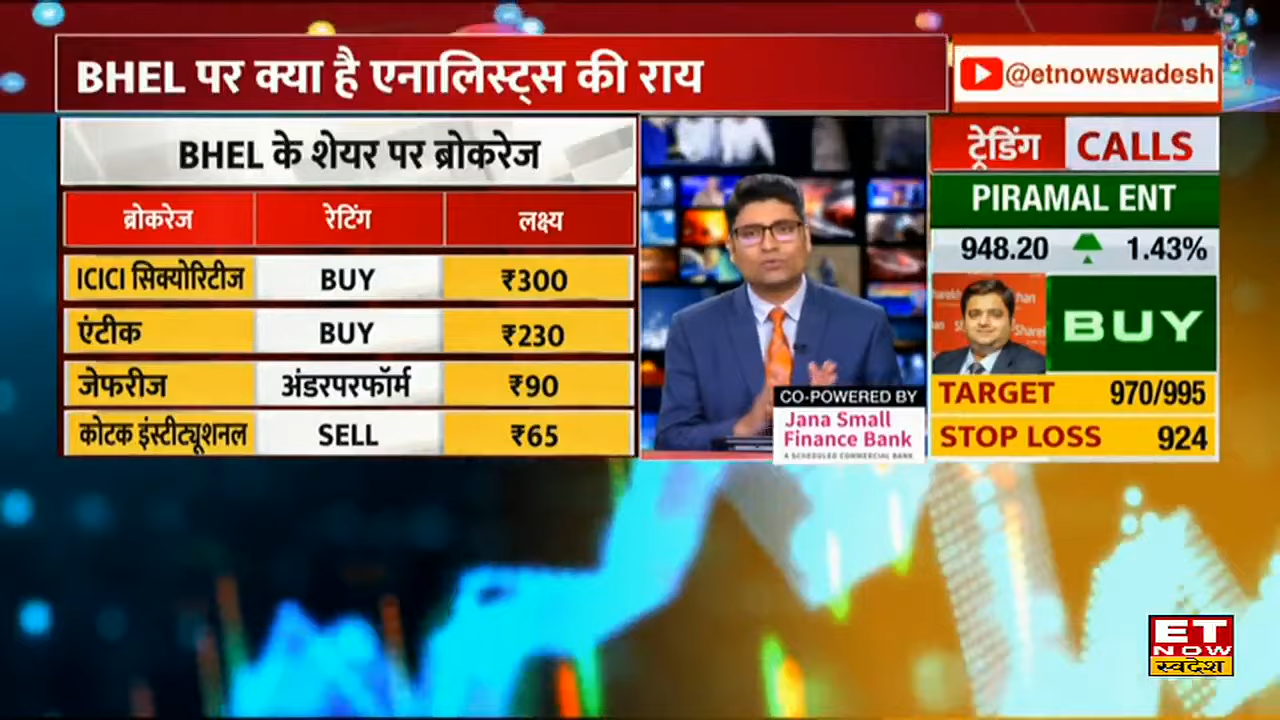 BHEL पर क्या है एनालिस्ट्स की राय
@etnowswadesh
BHEL के शेयर पर ब्रोकरेज
ब्रोकरेज रेटिंग लक्ष्य
ICICI सिक्योरिटीज BUY ₹300
एंटीक BUY ₹230
जेफरीज अंडरपरफॉर्म ₹90
कोटक इंस्टीट्यूशनल SELL ₹65
CO-POWERED BY
Jana Small
Finance Bank
A SCHEDULED COMMERCIAL BANK
ट्रेडिंग CALLS
PIRAMAL ENT
948.20 1.43%
BUY
TARGET 970/995
STOP LOSS 924
ET
NOW
स्वदेश